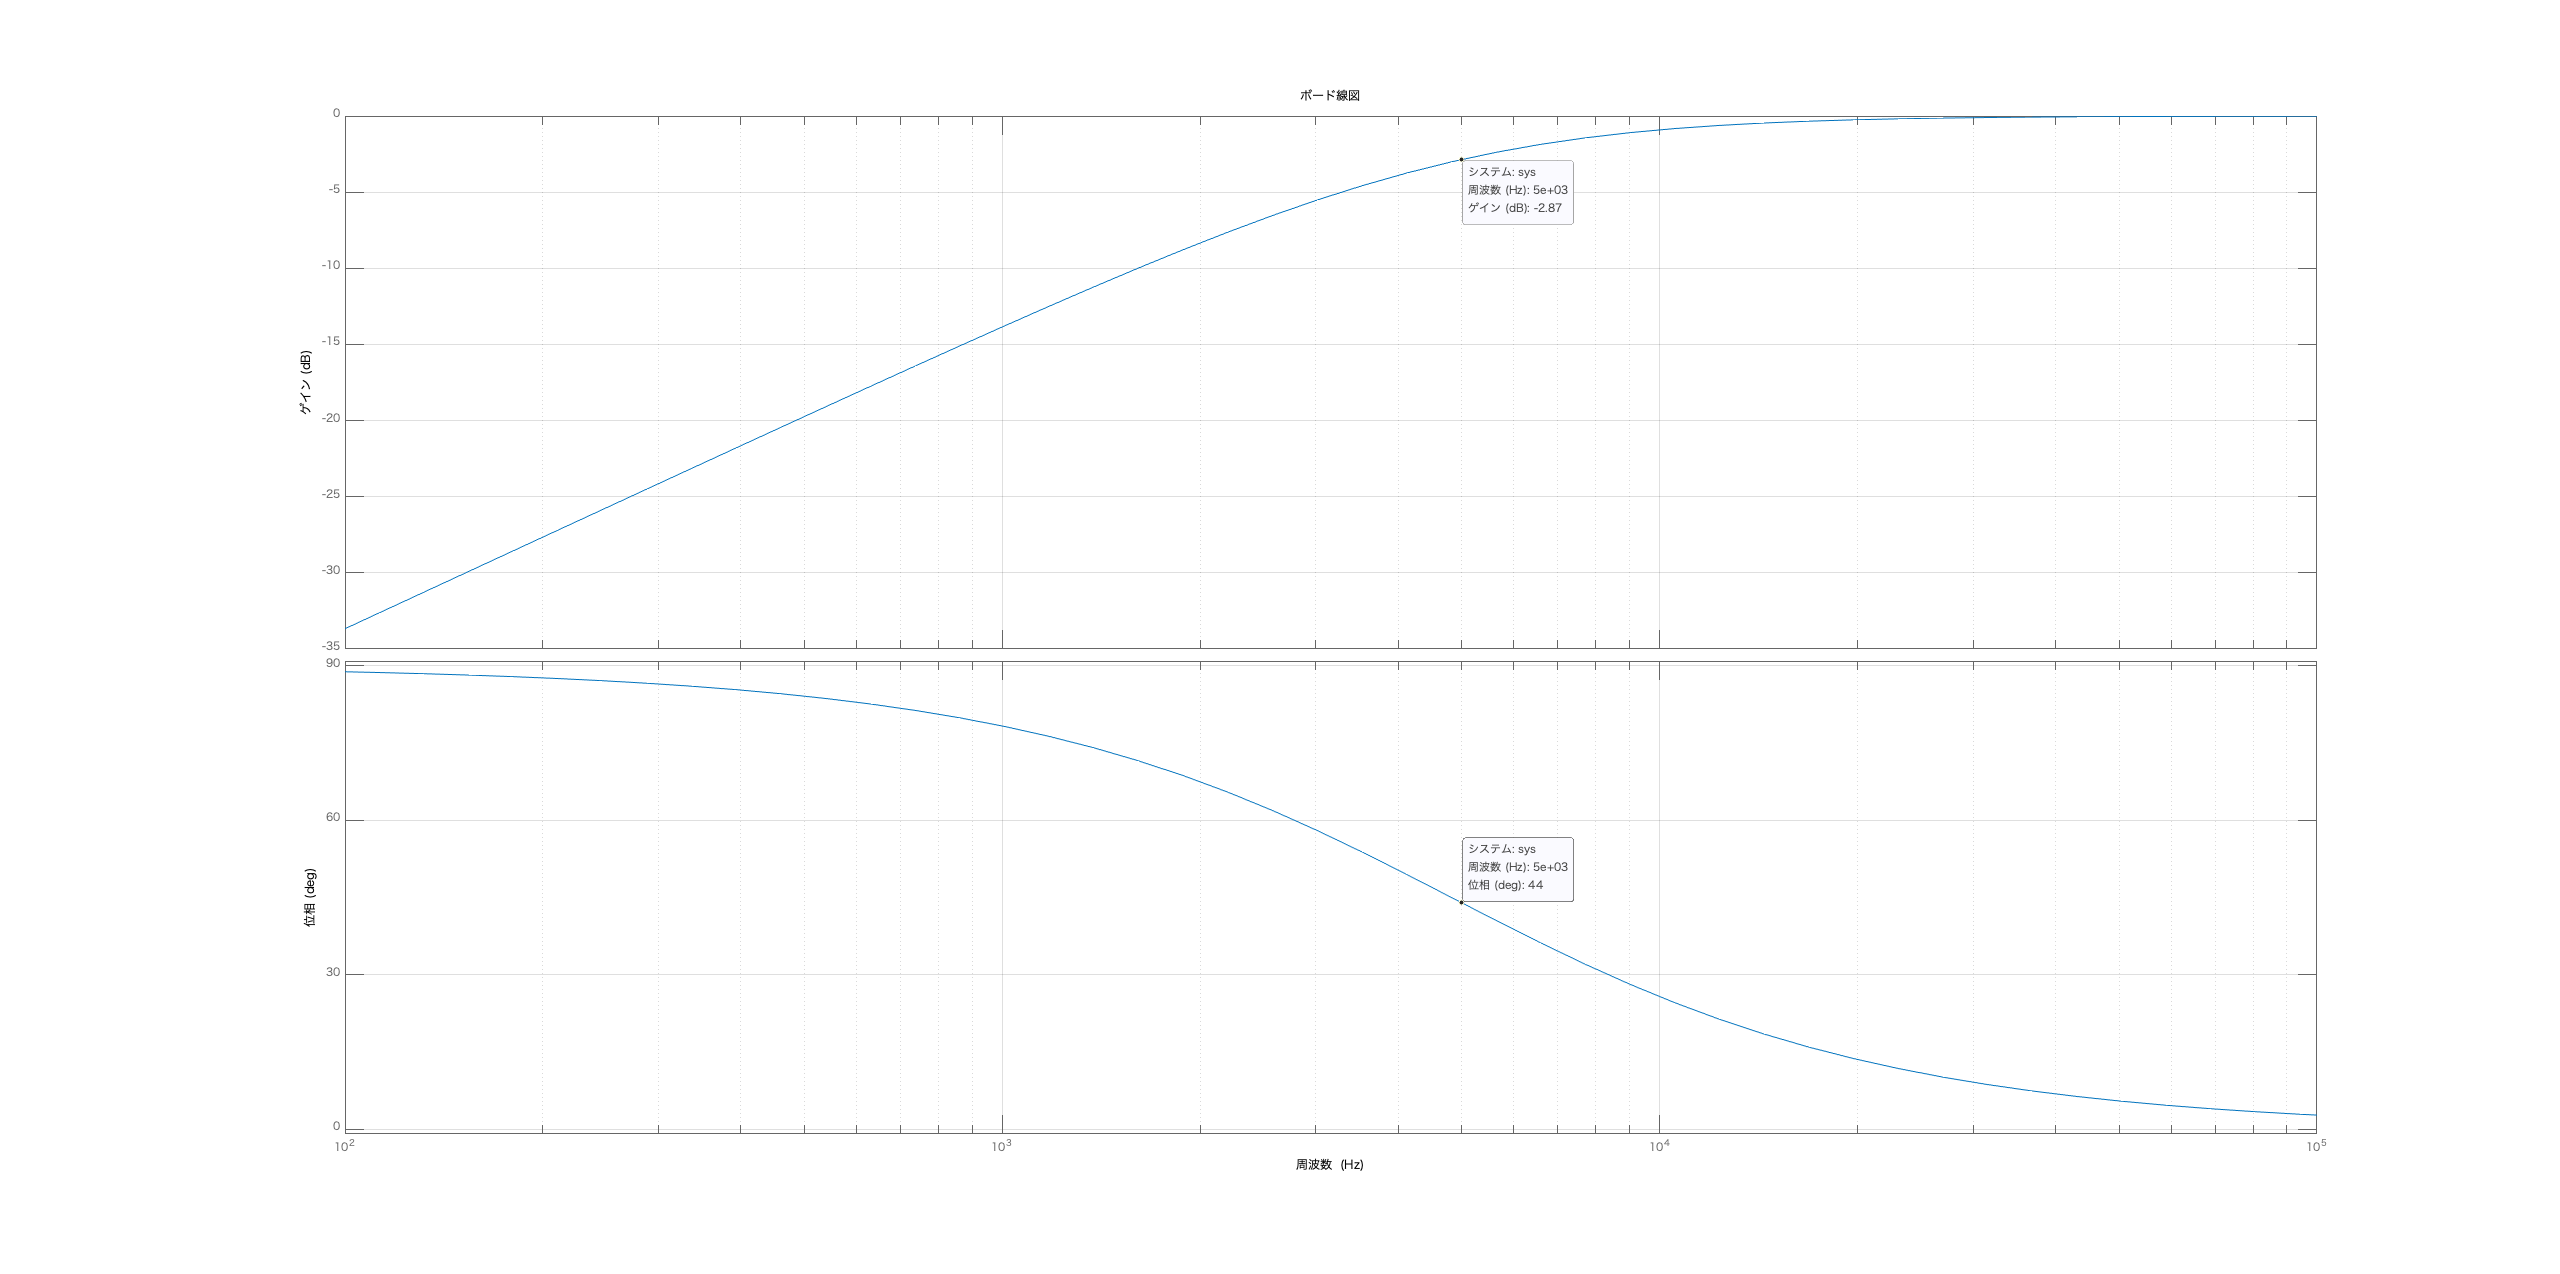 ボード線図
0
-5
-10
-15
-20
-25
-30
-35
ゲイン (dB)
システム: sys
周波数 (Hz): 5e+03
ゲイン (dB): -2.87
90
60
30
0
位相 (deg)
システム: sys
周波数 (Hz): 5e+03
位相 (deg): 44
10²
10³
10⁴
10⁵
周波数 (Hz)